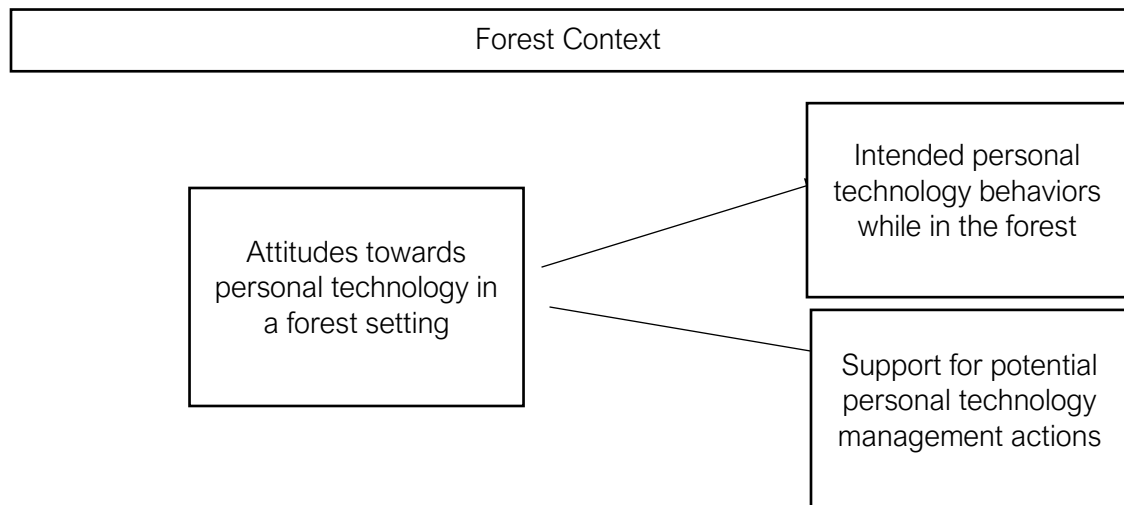 Forest Context
Attitudes towards
personal technology in
a forest setting
Intended personal
technology behaviors
while in the forest
Support for potential
personal technology
management actions